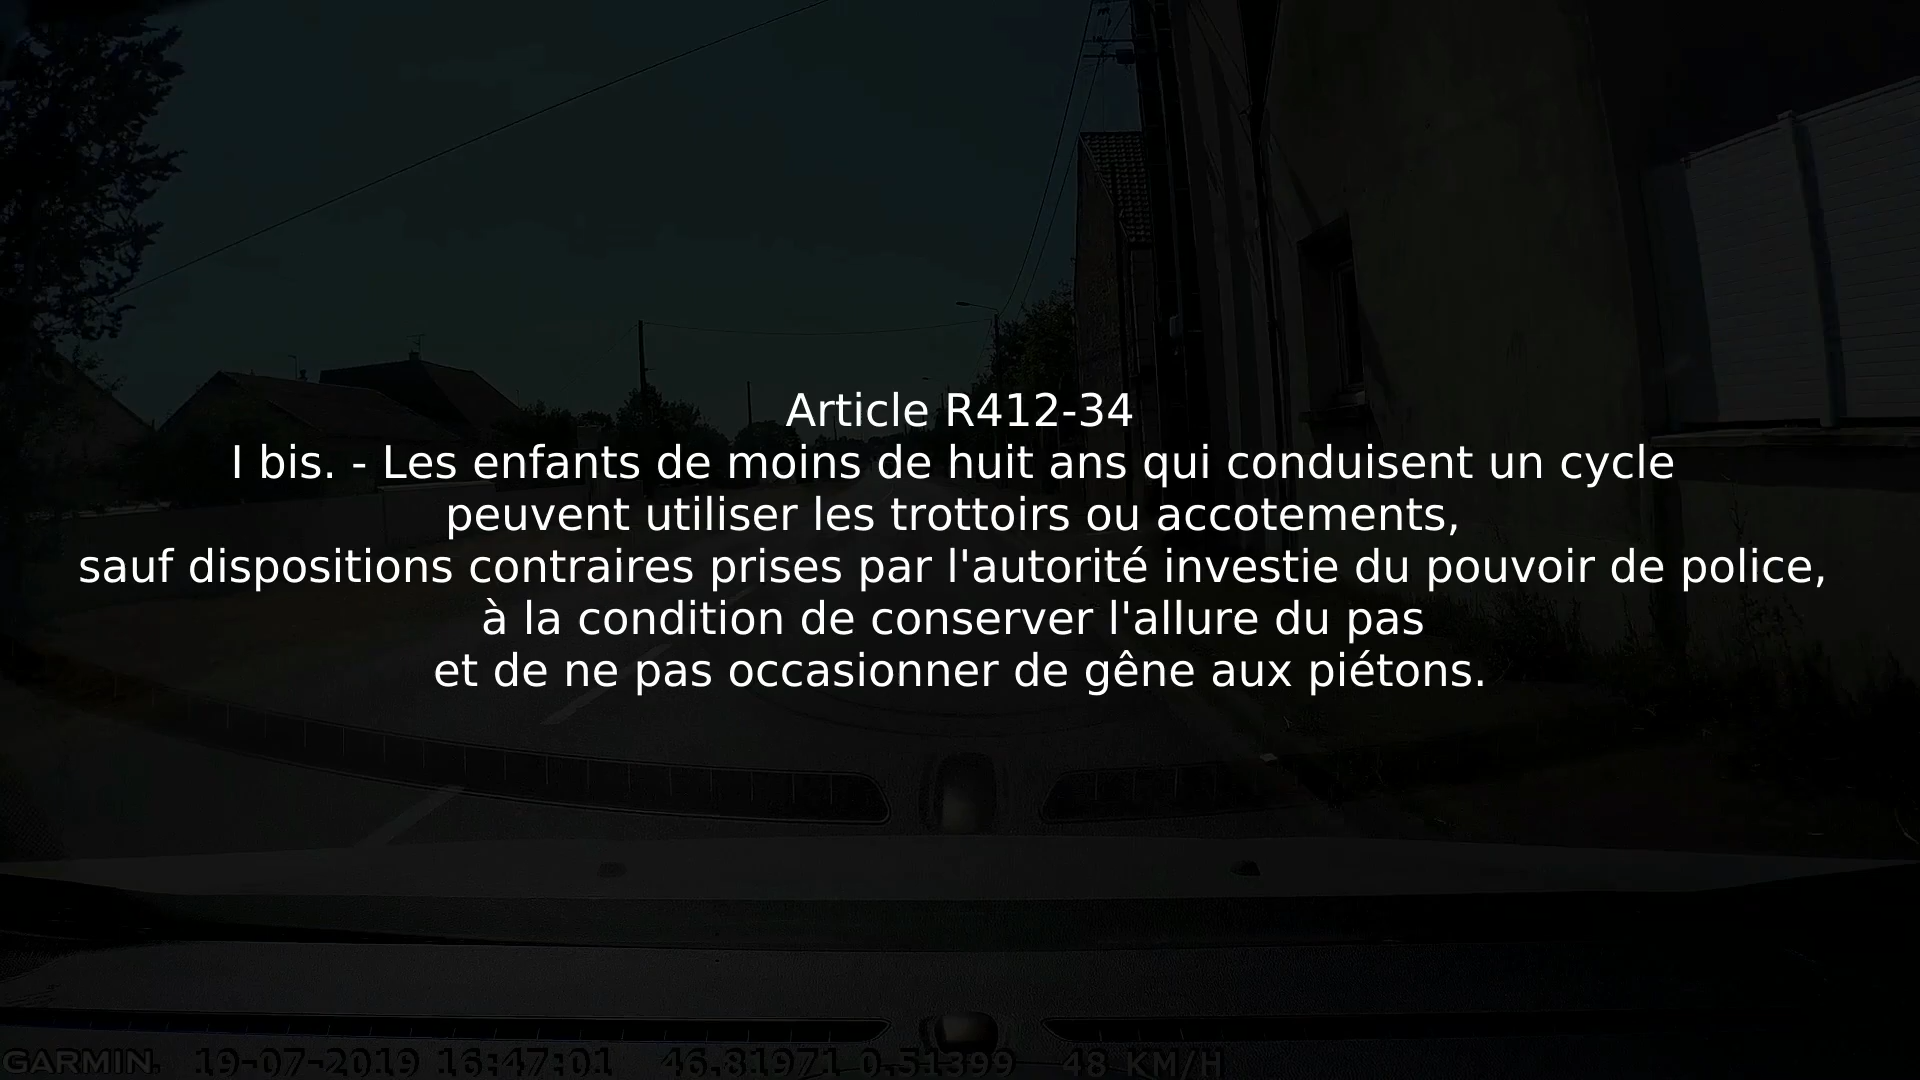 Article R412-34
I bis. - Les enfants de moins de huit ans qui conduisent un cycle
peuvent utiliser les trottoirs ou accotements,
sauf dispositions contraires prises par l'autorité investie du pouvoir de police,
à la condition de conserver l'allure du pas
et de ne pas occasionner de gêne aux piétons.
GARMIN. 19-07-2019 16:47:01 46.81971 0.51399 48 KM/H